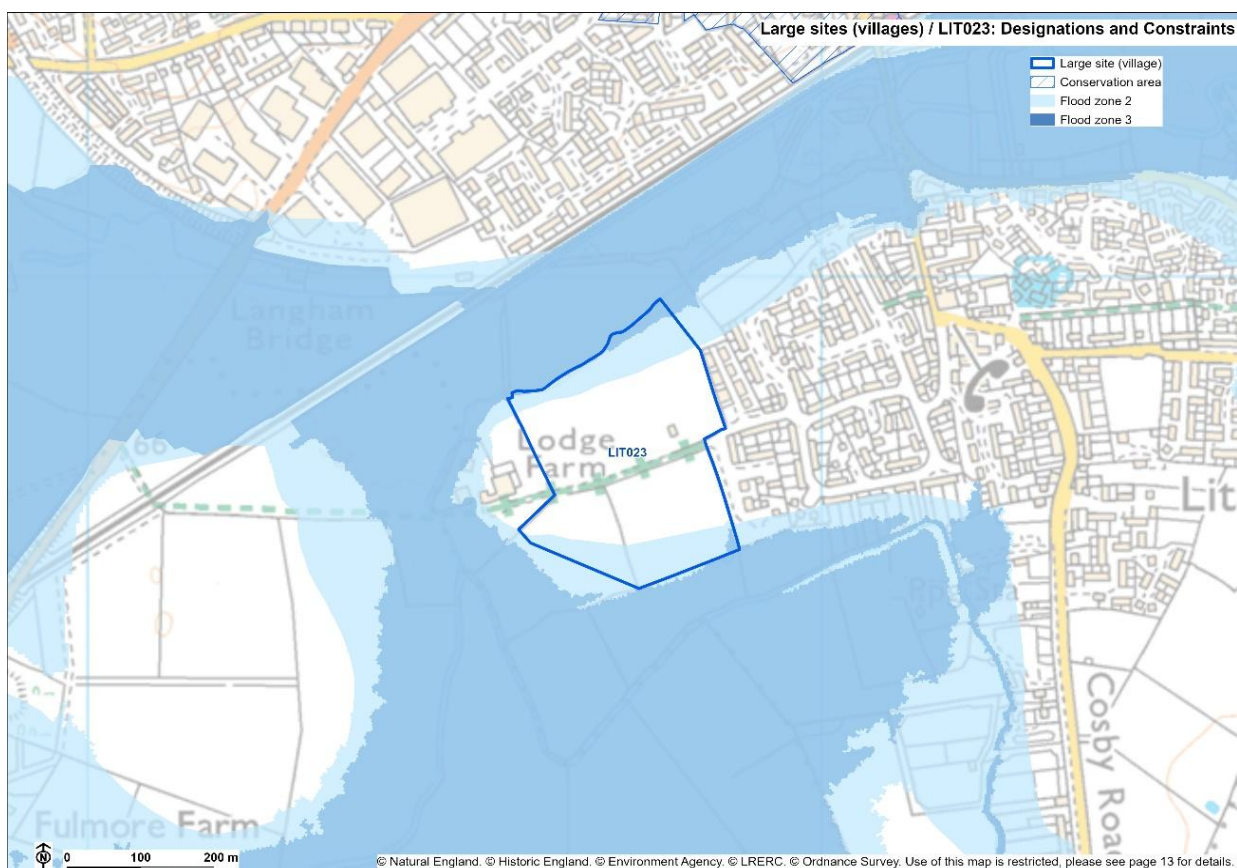 Large sites (villages) / LIT023: Designations and Constraints
Large site (village)
Conservation area
Flood zone 2
Flood zone 3
Langham
Bridge
66
Lodge
Farm
LIT023
Lit
Cosby Road
Fulmore Farm
0 100 200 m
N
© Natural England. © Historic England. © Environment Agency. © LRERC. © Ordnance Survey. Use of this map is restricted, please see page 13 for details.